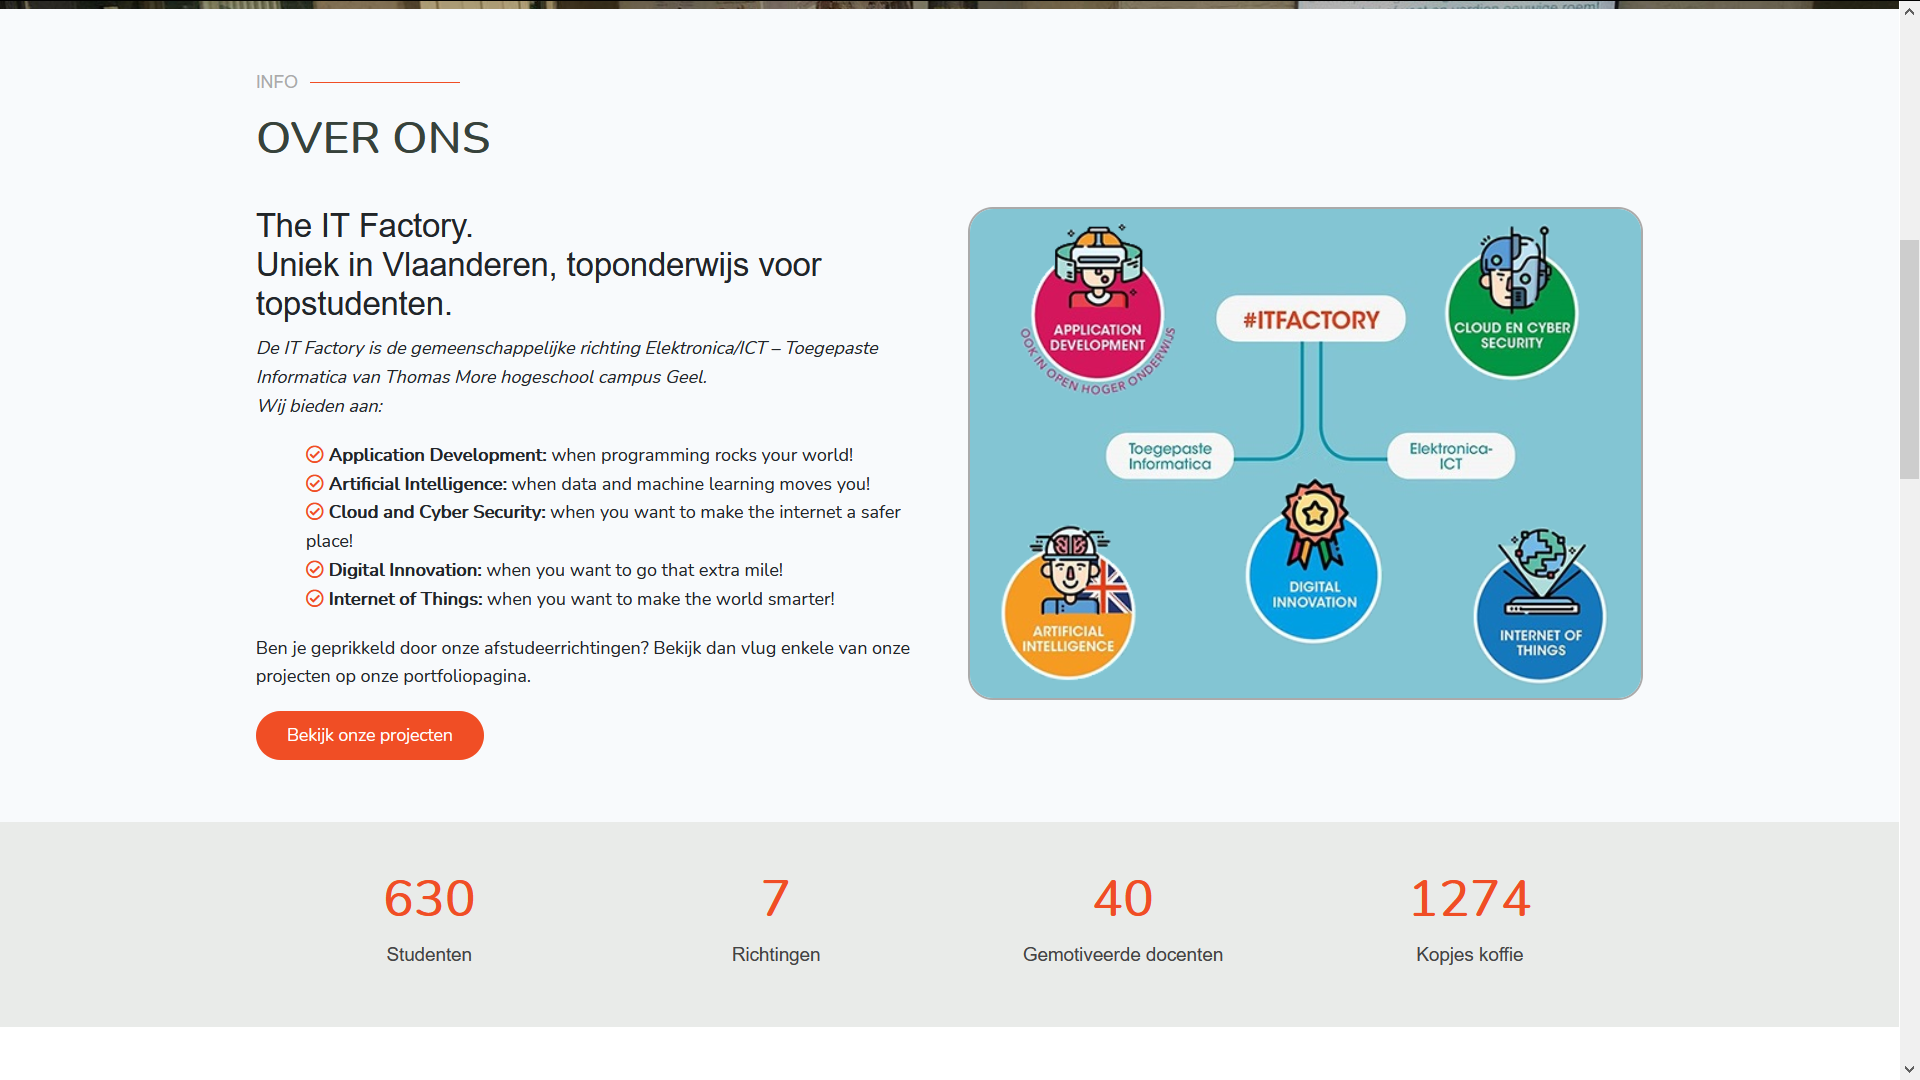 INFO
OVER ONS
The IT Factory.
Uniek in Vlaanderen, toponderwijs voor
topstudenten.
De IT Factory is de gemeenschappelijke richting Elektronica/ICT – Toegepaste
Informatica van Thomas More hogeschool campus Geel.
Wij bieden aan:
Application Development: when programming rocks your world!
Artificial Intelligence: when data and machine learning moves you!
Cloud and Cyber Security: when you want to make the internet a safer
place!
Digital Innovation: when you want to go that extra mile!
Internet of Things: when you want to make the world smarter!
Ben je geprikkeld door onze afstudeerrichtingen? Bekijk dan vlug enkele van onze
projecten op onze portfoliopagina.
Bekijk onze projecten
APPLICATION
DEVELOPMENT
OOK IN OPEN HOGER ONDERWIJS
#ITFACTORY
CLOUD EN CYBER
SECURITY
Toegepaste
Informatica
Elektronica-
ICT
ARTIFICIAL
INTELLIGENCE
DIGITAL
INNOVATION
INTERNET OF
THINGS
630
Studenten
7
Richtingen
40
Gemotiveerde docenten
1274
Kopjes koffie